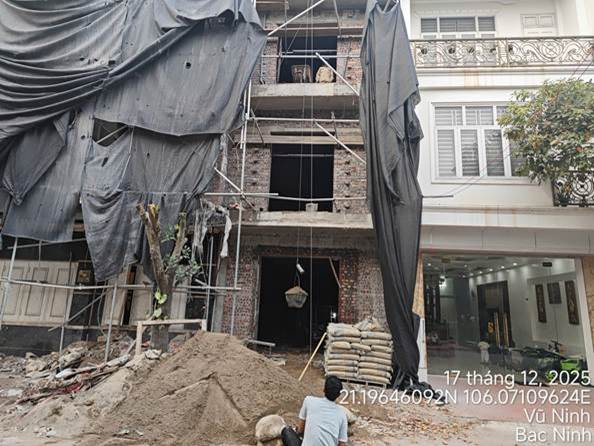 17 tháng 12, 2025
21.19646092N 106.07109624E
Vũ Ninh
Bac Ninh